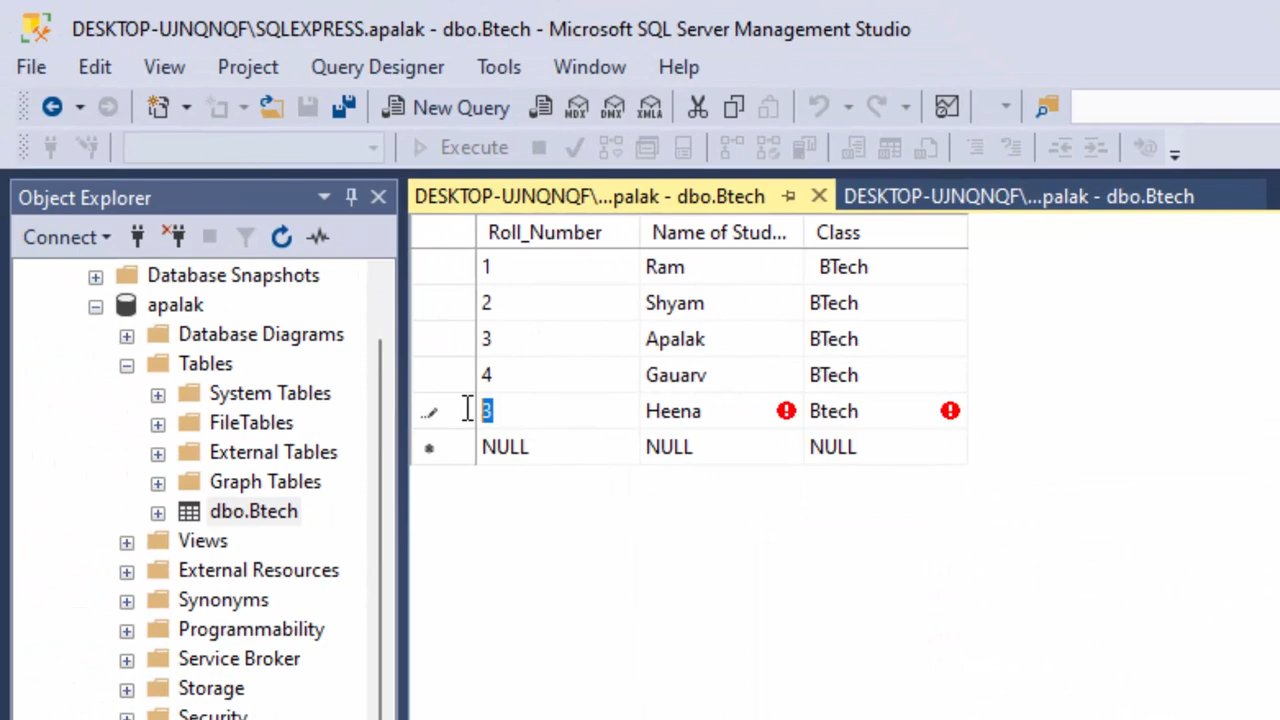 DESKTOP-UJNQNQF\SQLEXPRESS.apalak - dbo.Btech - Microsoft SQL Server Management Studio
File Edit View Project Query Designer Tools Window Help
New Query MDX DMX XMLA
Execute
Object Explorer
Connect
Database Snapshots
apalak
Database Diagrams
Tables
System Tables
FileTables
External Tables
Graph Tables
dbo.Btech
Views
External Resources
Synonyms
Programmability
Service Broker
Storage
Security
DESKTOP-UJNQNQF\...palak - dbo.Btech DESKTOP-UJNQNQF\...palak - dbo.Btech
Roll_Number Name of Stud... Class
1 Ram BTech
2 Shyam BTech
3 Apalak BTech
4 Gauarv BTech
3 Heena Btech
NULL NULL NULL